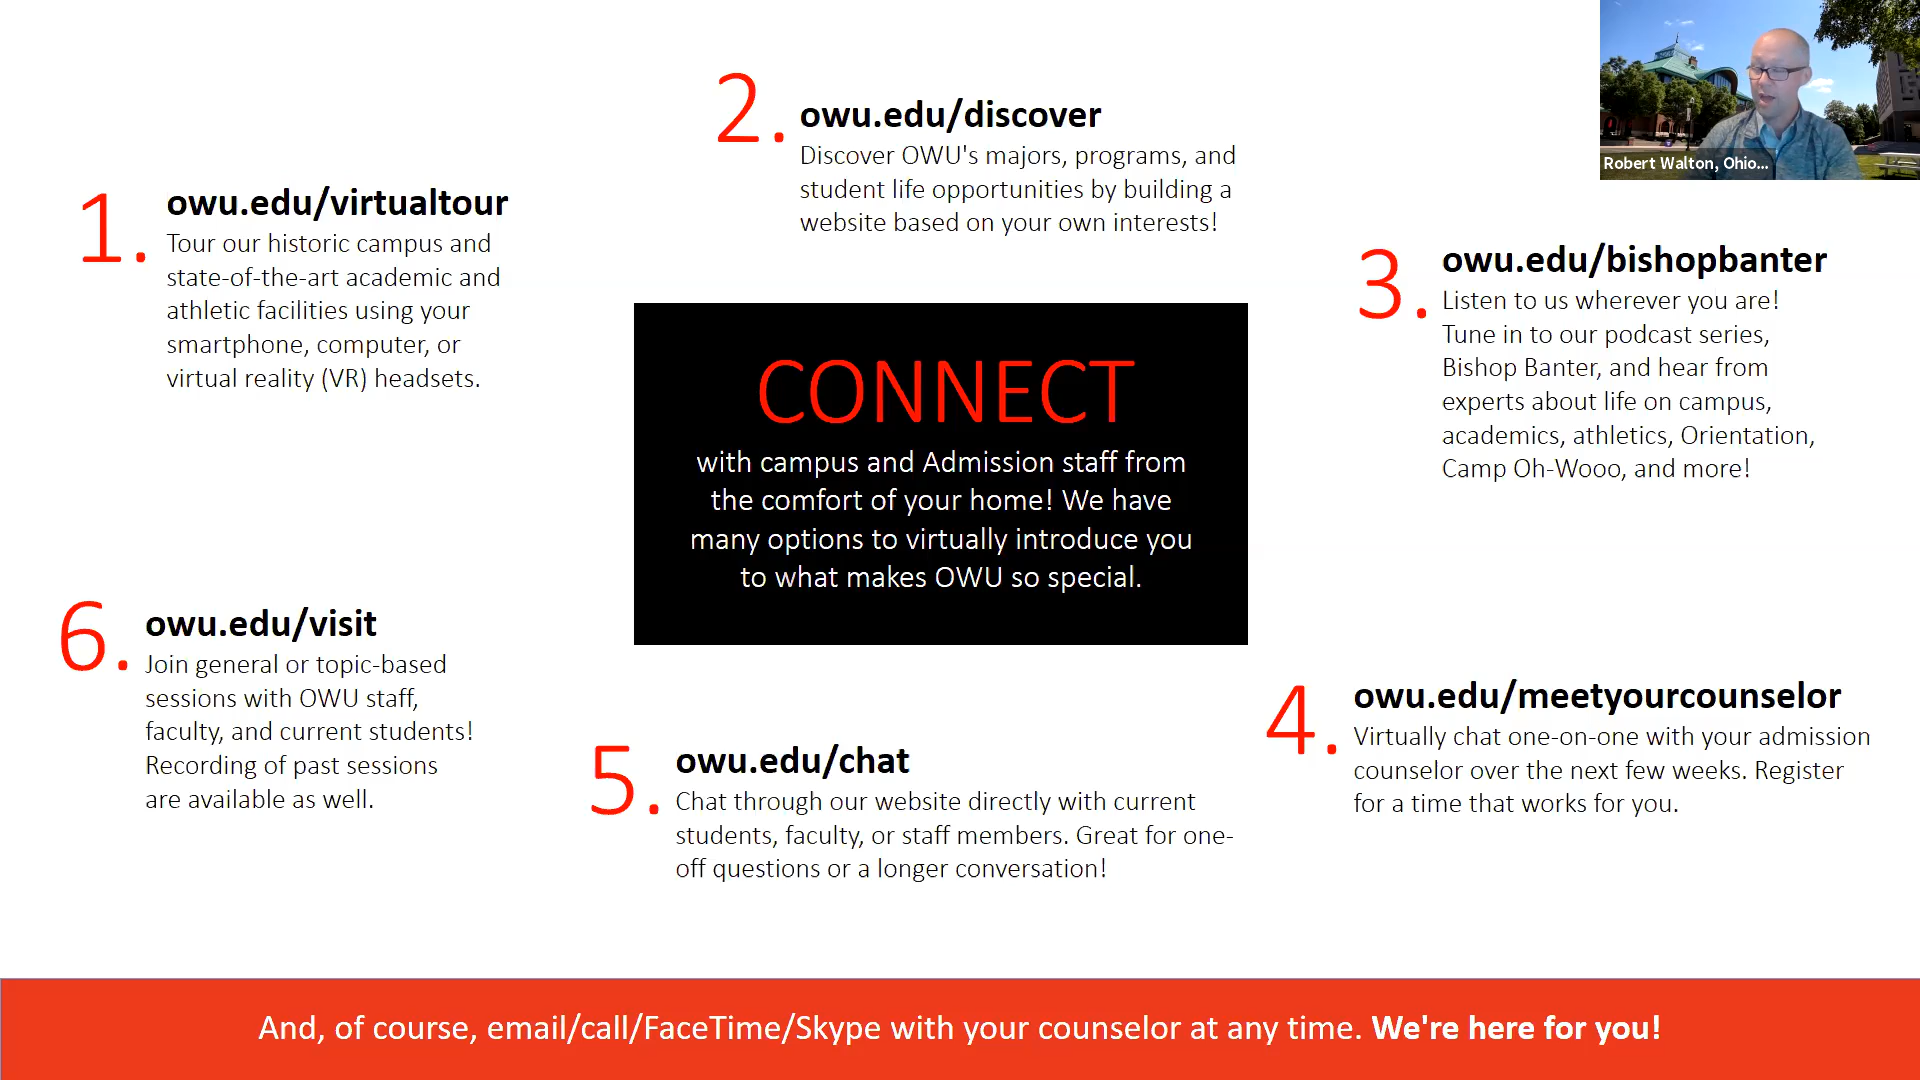 1.
owu.edu/virtualtour
Tour our historic campus and
state-of-the-art academic and
athletic facilities using your
smartphone, computer, or
virtual reality (VR) headsets.
2.
owu.edu/discover
Discover OWU's majors, programs, and
student life opportunities by building a
website based on your own interests!
Robert Walton, Ohio...
3.
owu.edu/bishopbanter
Listen to us wherever you are!
Tune in to our podcast series,
Bishop Banter, and hear from
experts about life on campus,
academics, athletics, Orientation,
Camp Oh-Wooo, and more!
CONNECT
with campus and Admission staff from
the comfort of your home! We have
many options to virtually introduce you
to what makes OWU so special.
4.
owu.edu/meetyourcounselor
Virtually chat one-on-one with your admission
counselor over the next few weeks. Register
for a time that works for you.
5.
owu.edu/chat
Chat through our website directly with current
students, faculty, or staff members. Great for one-
off questions or a longer conversation!
6.
owu.edu/visit
Join general or topic-based
sessions with OWU staff,
faculty, and current students!
Recording of past sessions
are available as well.
And, of course, email/call/FaceTime/Skype with your counselor at any time. We're here for you!